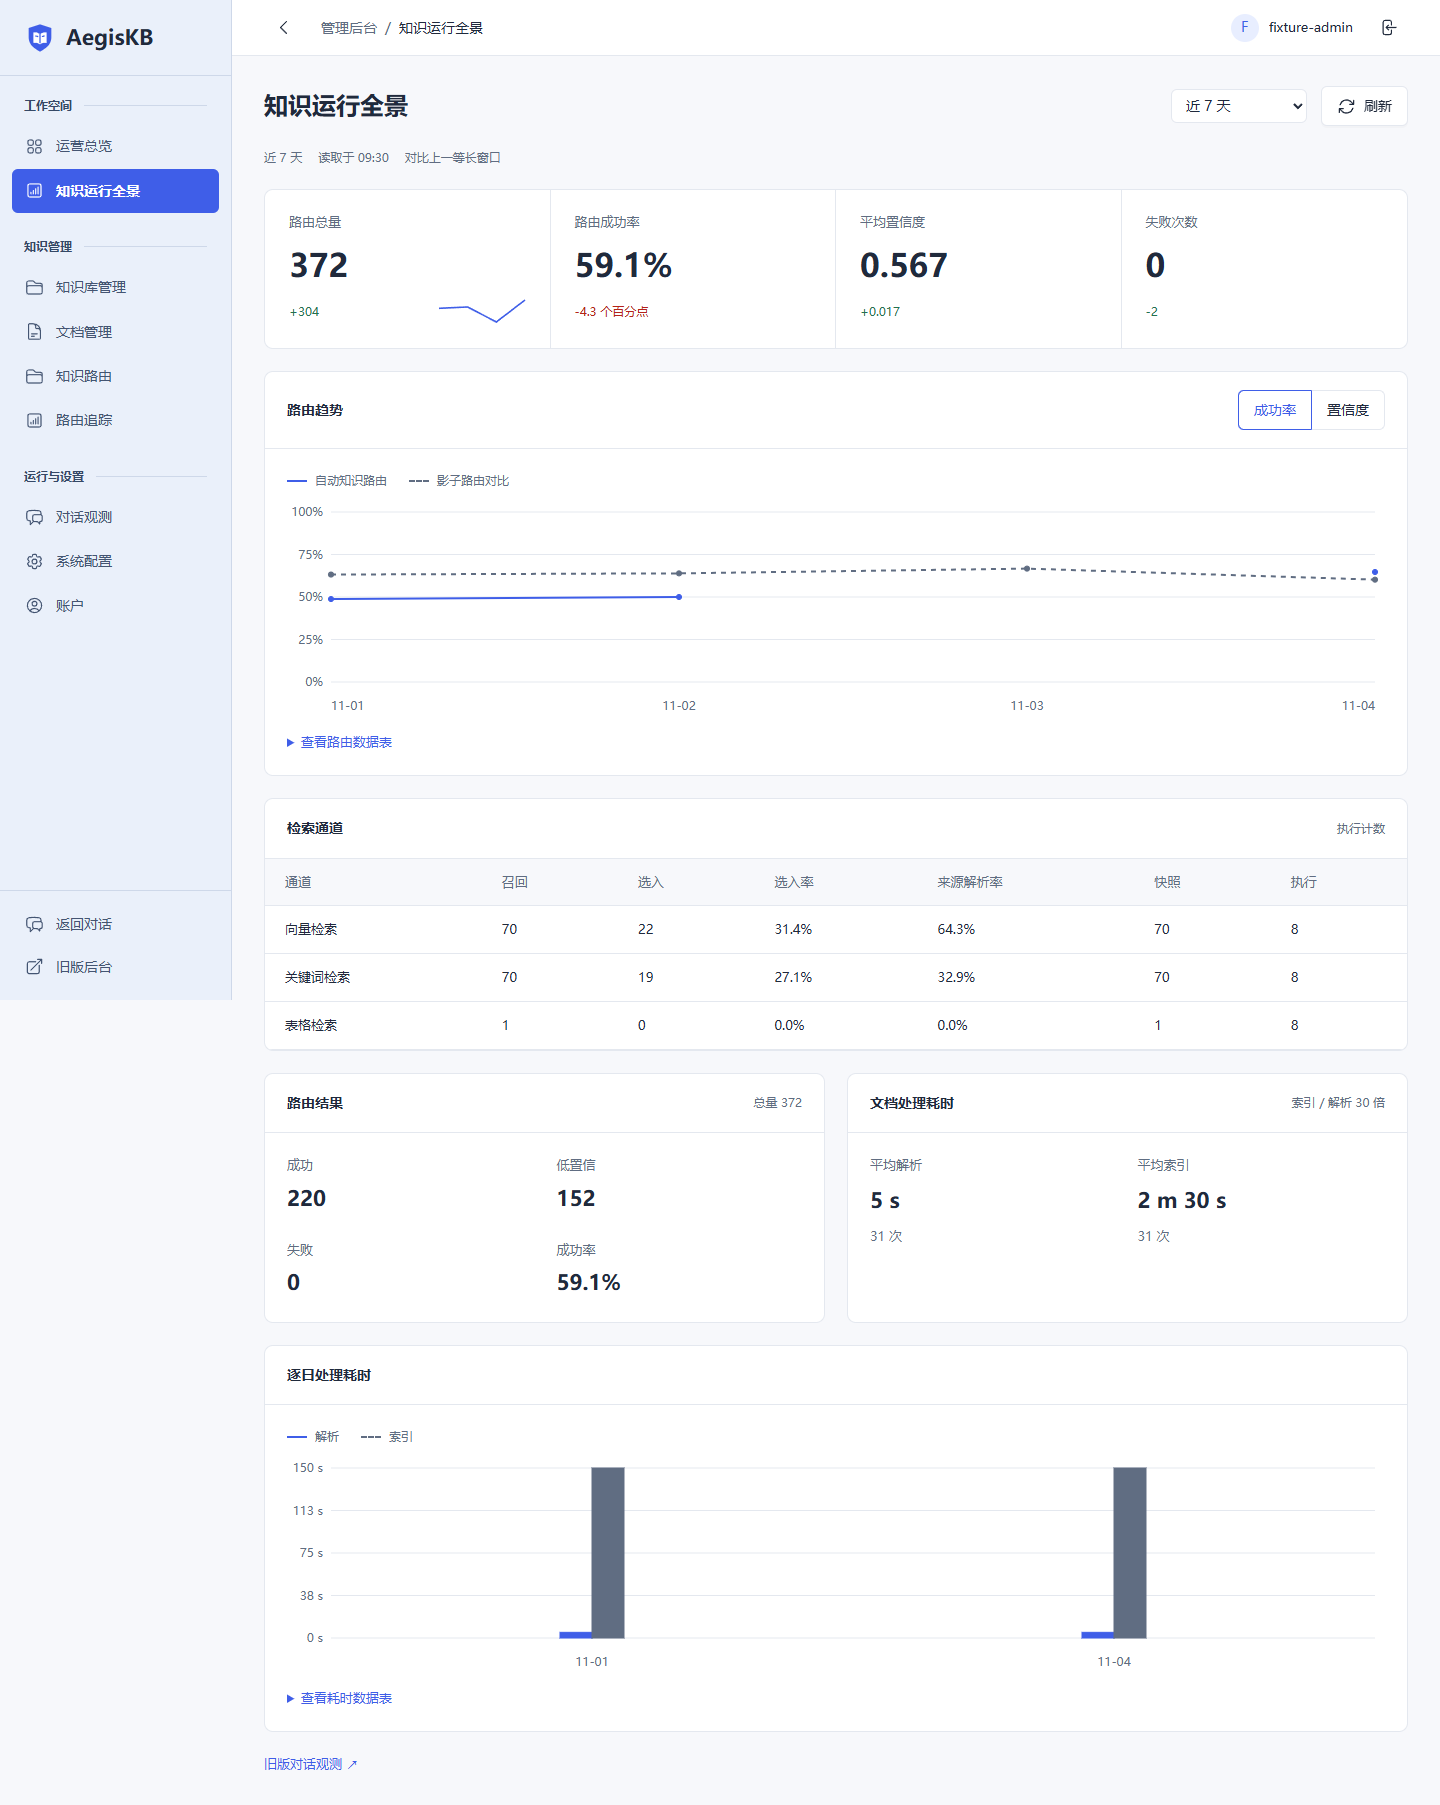 AegisKB
工作空间
运营总览
知识运行全景
知识管理
知识库管理
文档管理
知识路由
路由追踪
运行与设置
对话观测
系统配置
账户
返回对话
旧版后台
管理后台 / 知识运行全景
F fixture-admin
知识运行全景
近 7 天
刷新
近 7 天 读取于 09:30 对比上一等长窗口
路由总量
372
+304
路由成功率
59.1%
-4.3 个百分点
平均置信度
0.567
+0.017
失败次数
0
-2
路由趋势
成功率 置信度
自动知识路由 影子路由对比
100%
75%
50%
25%
0%
11-01 11-02 11-03 11-04
查看路由数据表
检索通道 执行计数
通道 召回 选入 选入率 来源解析率 快照 执行
向量检索 70 22 31.4% 64.3% 70 8
关键词检索 70 19 27.1% 32.9% 70 8
表格检索 1 0 0.0% 0.0% 1 8
路由结果 总量 372
成功 低置信
220 152
失败 成功率
0 59.1%
文档处理耗时 索引 / 解析 30 倍
平均解析 平均索引
5 s 2 m 30 s
31 次 31 次
逐日处理耗时
解析 索引
150 s
113 s
75 s
38 s
0 s
11-01 11-04
查看耗时数据表
旧版对话观测 ↗